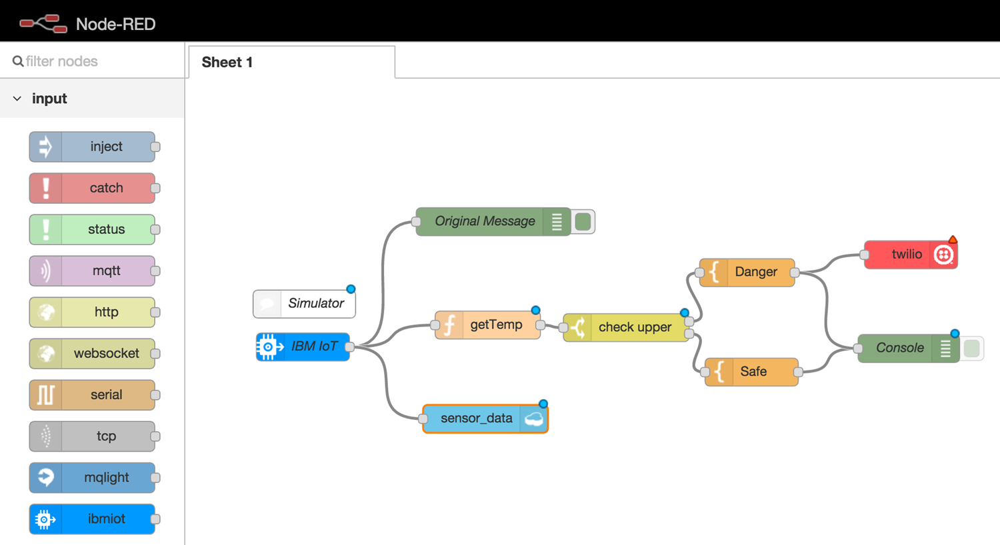 Node-RED
filter nodes
Sheet 1
input
inject
catch
status
mqtt
http
websocket
serial
tcp
mqlight
ibmiot
Original Message
Simulator
IBM IoT
getTemp
check upper
sensor_data
Danger
Safe
twilio
Console